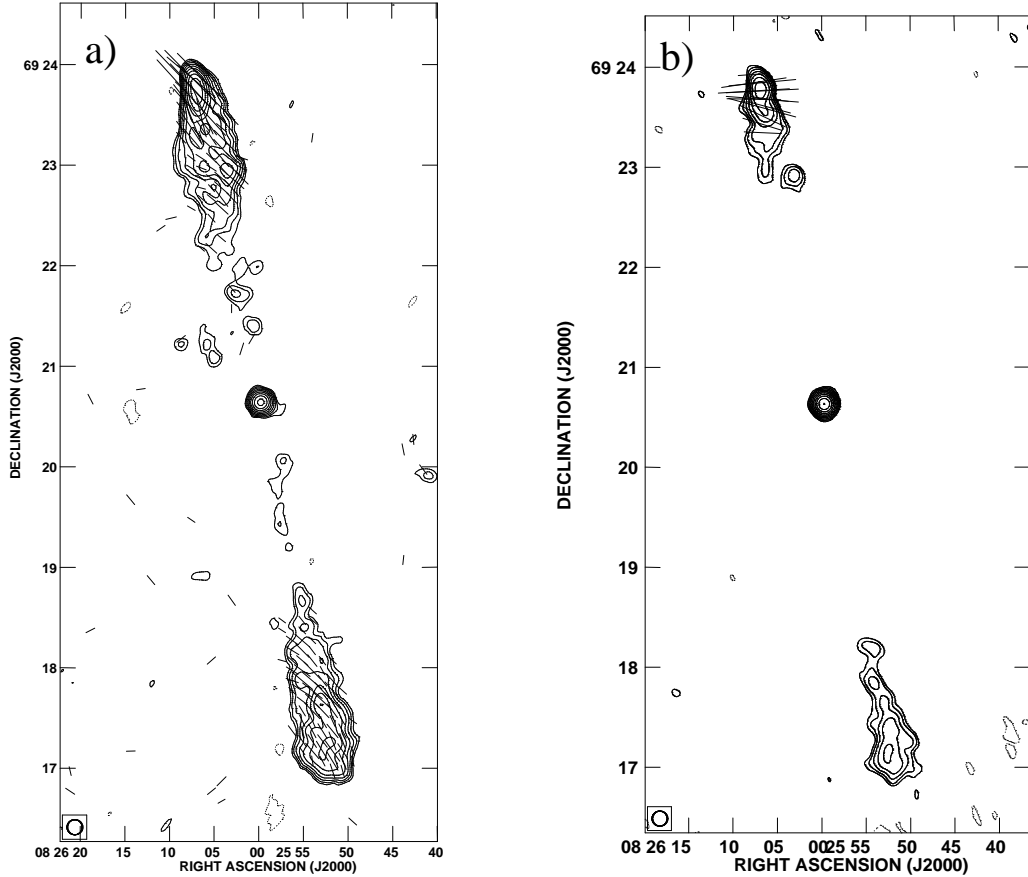 a)
69 24
23
22
21
20
19
18
17
DECLINATION (J2000)
08 26 20 15 10 05 00 25 55 50 45 40
RIGHT ASCENSION (J2000)
b)
69 24
23
22
21
20
19
18
17
DECLINATION (J2000)
08 26 15 10 05 00 25 55 50 45 40
RIGHT ASCENSION (J2000)